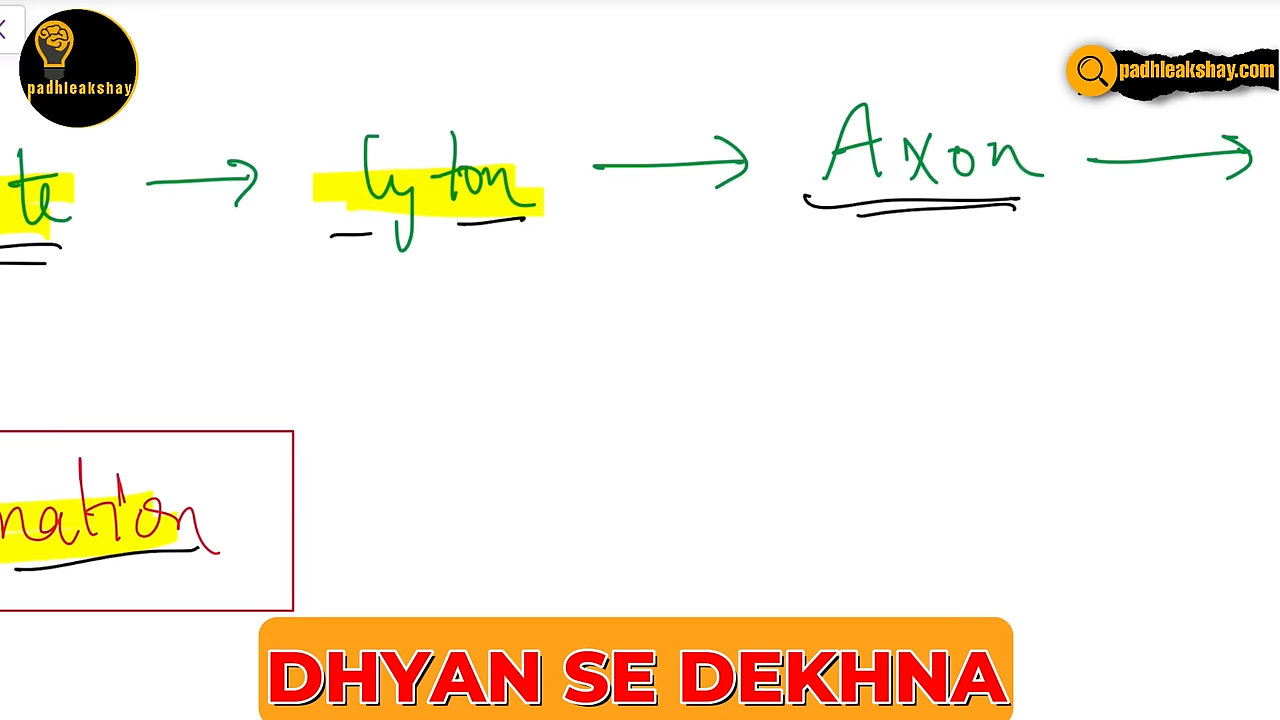 padhleakshay
padhleakshay.com
te → Cyton → Axon →
nation
DHYAN SE DEKHNA